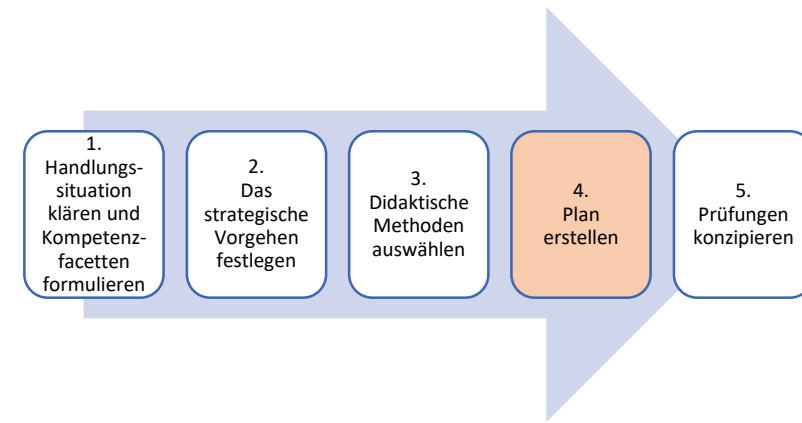 1.
Handlungs-
situation
klären und
Kompetenz-
facetten
formulieren
2.
Das
strategische
Vorgehen
festlegen
3.
Didaktische
Methoden
auswählen
4.
Plan
erstellen
5.
Prüfungen
konzipieren